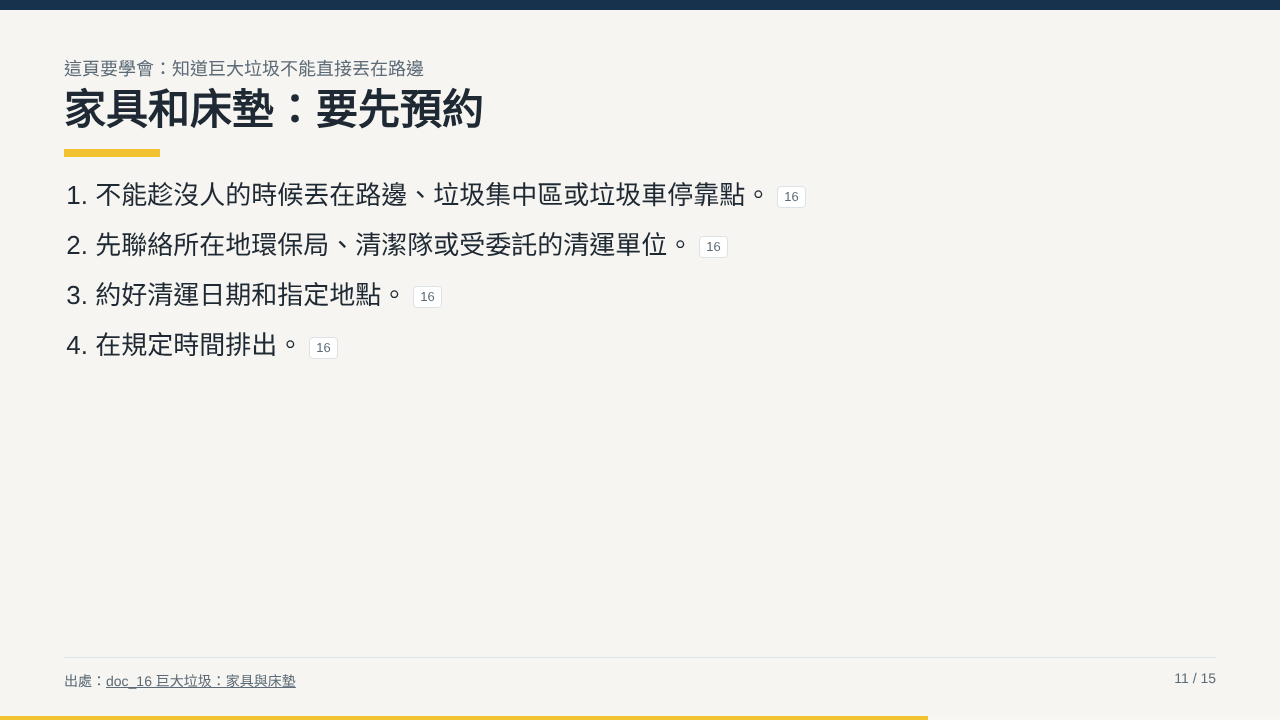 這頁要學會：知道巨大垃圾不能直接丟在路邊
家具和床墊：要先預約
1. 不能趁沒人的時候丟在路邊、垃圾集中區或垃圾車停靠點。 16
2. 先聯絡所在地環保局、清潔隊或受委託的清運單位。 16
3. 約好清運日期和指定地點。 16
4. 在規定時間排出。 16
出處：doc_16 巨大垃圾：家具與床墊
11 / 15